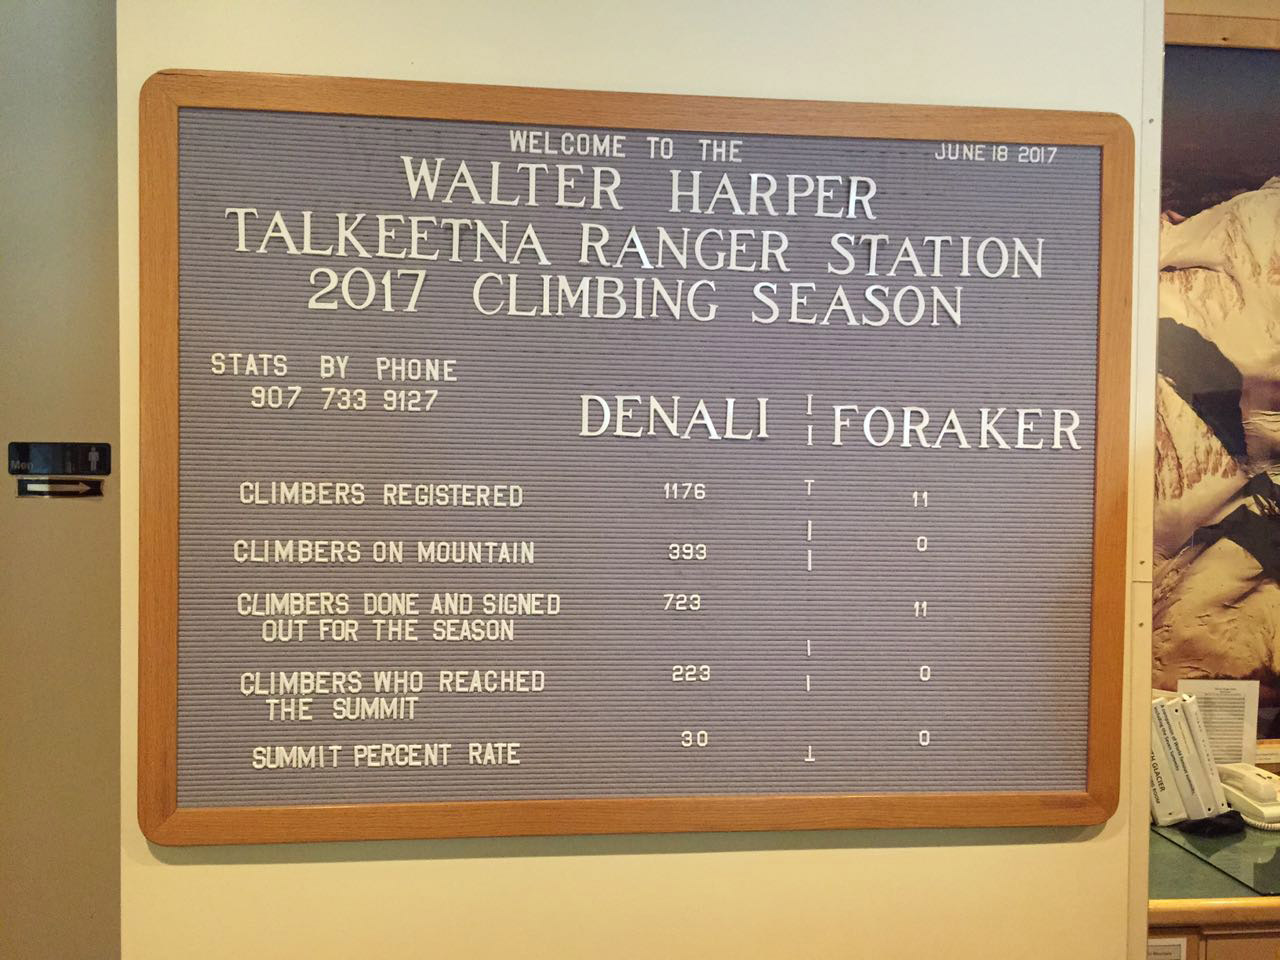 WELCOME TO THE
JUNE 18 2017
WALTER HARPER
TALKEETNA RANGER STATION
2017 CLIMBING SEASON
STATS BY PHONE
907 733 9127
DENALI FORAKER
CLIMBERS REGISTERED 1176 11
CLIMBERS ON MOUNTAIN 393 0
CLIMBERS DONE AND SIGNED 723 11
OUT FOR THE SEASON
CLIMBERS WHO REACHED 223 0
THE SUMMIT
SUMMIT PERCENT RATE 30 0
Men